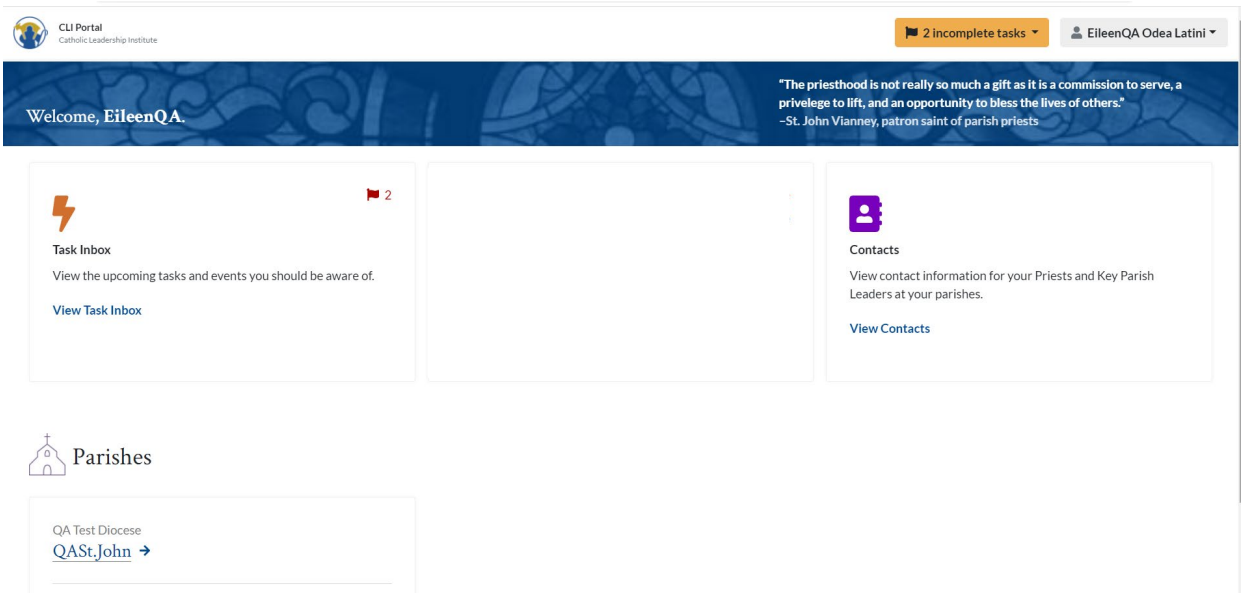 CLI Portal
Catholic Leadership Institute
2 incomplete tasks
EileenQA Odea Latini
Welcome, EileenQA.
"The priesthood is not really so much a gift as it is a commission to serve, a
privelege to lift, and an opportunity to bless the lives of others."
–St. John Vianney, patron saint of parish priests
2
Task Inbox
View the upcoming tasks and events you should be aware of.
View Task Inbox
Contacts
View contact information for your Priests and Key Parish
Leaders at your parishes.
View Contacts
Parishes
QA Test Diocese
QASt.John →